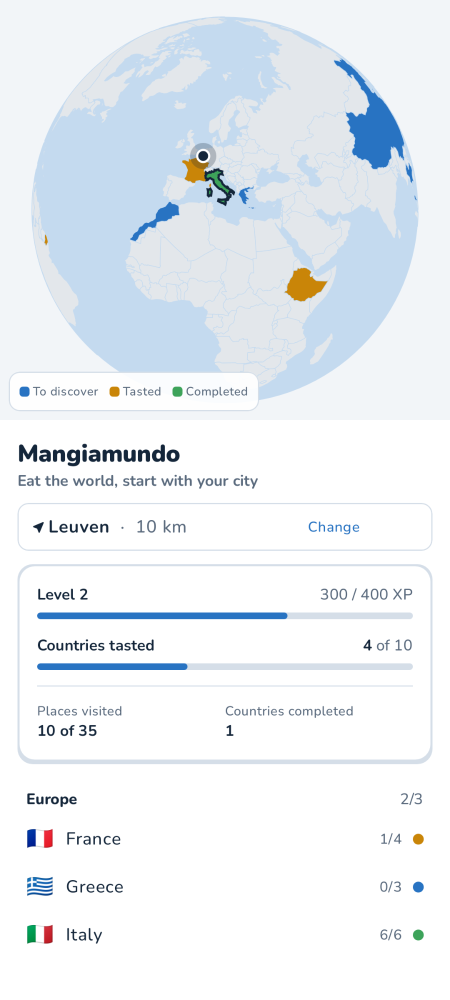 To discover Tasted Completed
Mangiamundo
Eat the world, start with your city
Leuven · 10 km Change
Level 2 300 / 400 XP
Countries tasted 4 of 10
Places visited Countries completed
10 of 35 1
Europe 2/3
France 1/4
Greece 0/3
Italy 6/6